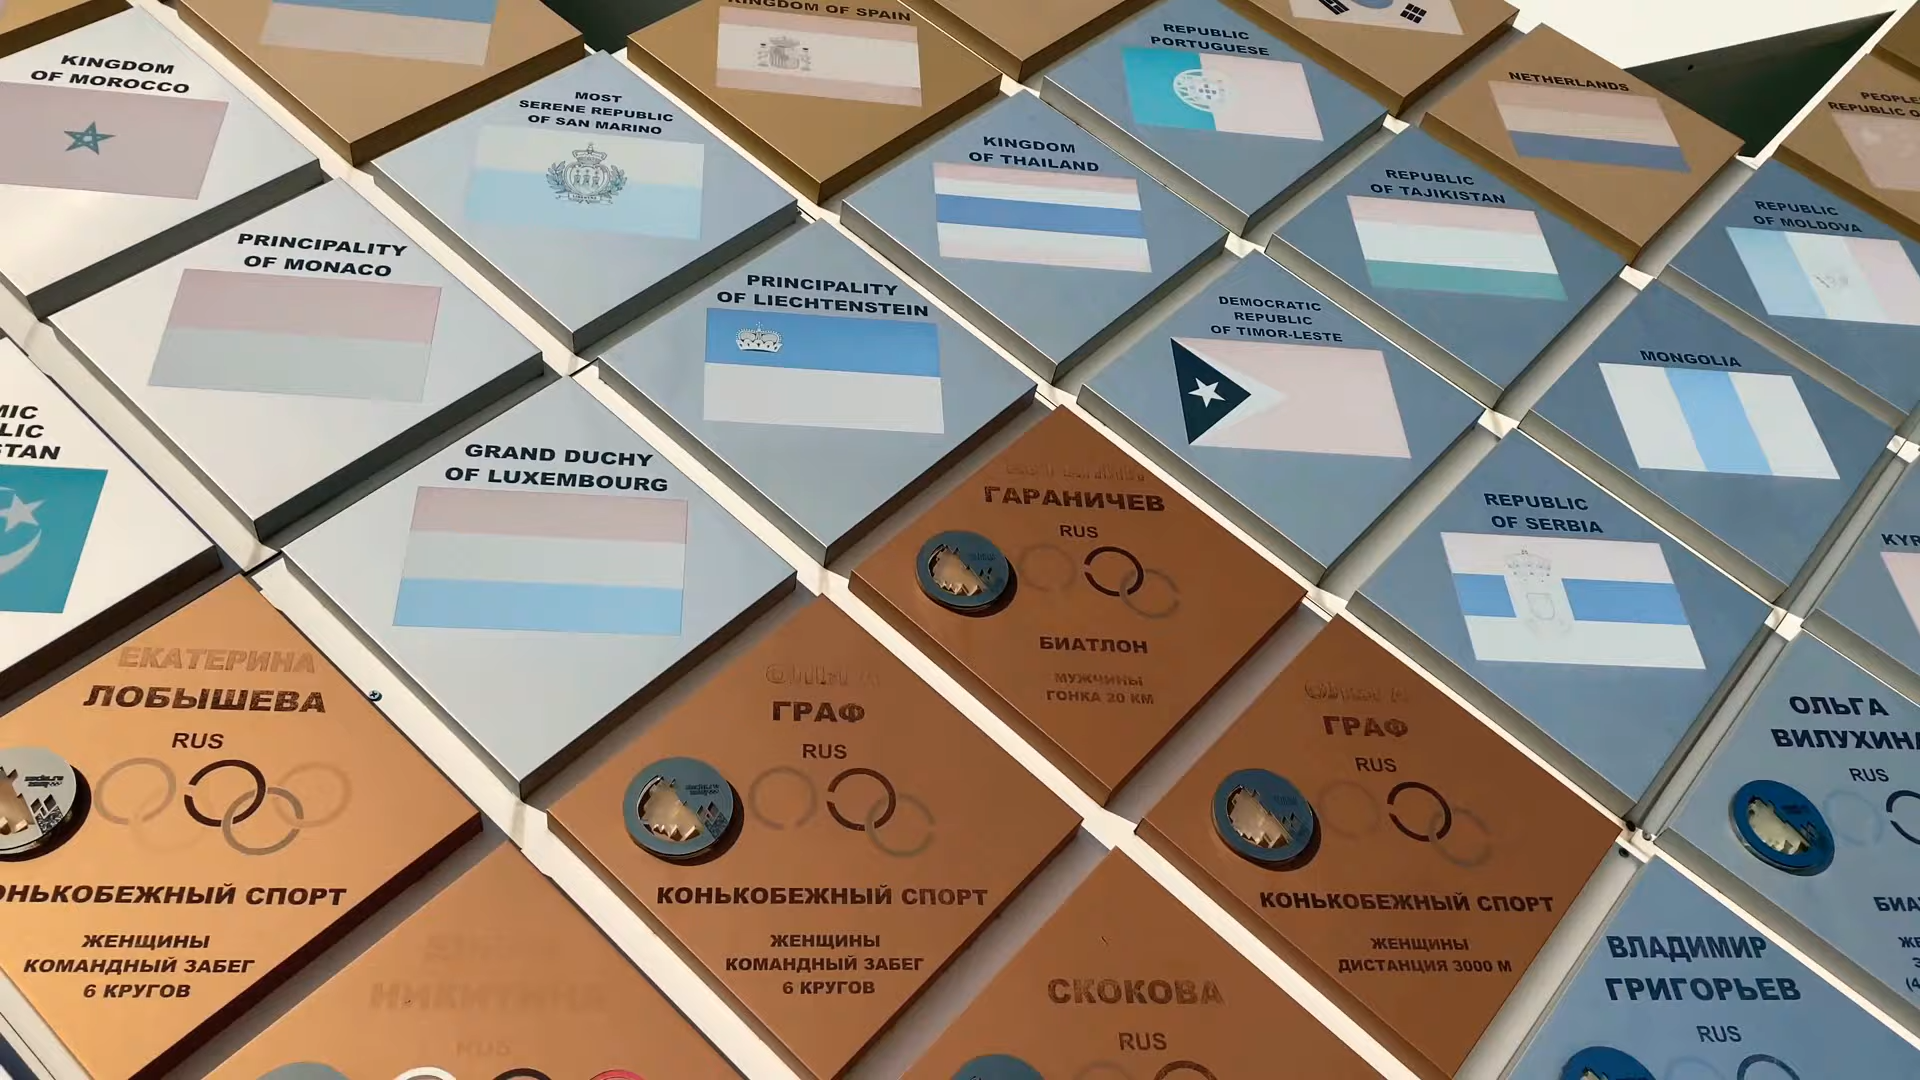 KINGDOM OF SPAIN
REPUBLIC
PORTUGUESE
KINGDOM
OF MOROCCO
MOST
SERENE REPUBLIC
OF SAN MARINO
NETHERLANDS
REPUBLIC
KINGDOM
OF THAILAND
REPUBLIC
OF TAJIKISTAN
REPUBLIC
OF MOLDOVA
PRINCIPALITY
OF MONACO
PRINCIPALITY
OF LIECHTENSTEIN
DEMOCRATIC
REPUBLIC
OF TIMOR-LESTE
MONGOLIA
GRAND DUCHY
OF LUXEMBOURG
REPUBLIC
OF SERBIA
ГАРАНИЧЕВ
RUS
БИАТЛОН
МУЖЧИНЫ
ГОНКА 20 КМ
ЕКАТЕРИНА
ЛОБЫШЕВА
RUS
КОНЬКОБЕЖНЫЙ СПОРТ
ЖЕНЩИНЫ
КОМАНДНЫЙ ЗАБЕГ
6 КРУГОВ
ГРАФ
RUS
КОНЬКОБЕЖНЫЙ СПОРТ
ЖЕНЩИНЫ
КОМАНДНЫЙ ЗАБЕГ
6 КРУГОВ
ГРАФ
RUS
КОНЬКОБЕЖНЫЙ СПОРТ
ЖЕНЩИНЫ
ДИСТАНЦИЯ 3000 М
ОЛЬГА
ВИЛУХИНА
RUS
НИКИТИНА
RUS
СКОКОВА
RUS
ВЛАДИМИР
ГРИГОРЬЕВ
RUS